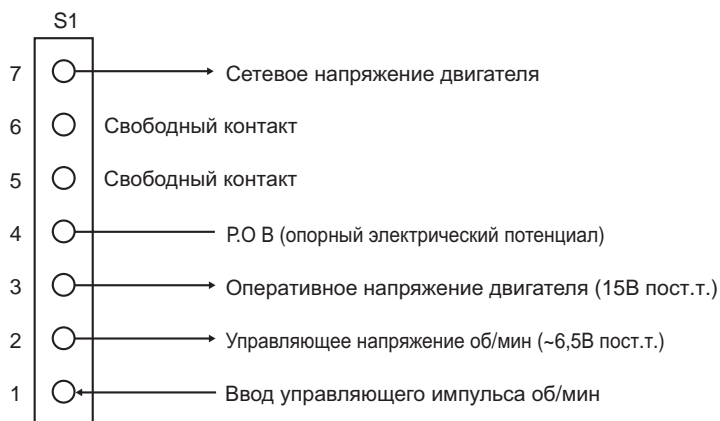 S1
7 Сетевое напряжение двигателя
6 Свободный контакт
5 Свободный контакт
4 Р.О В (опорный электрический потенциал)
3 Оперативное напряжение двигателя (15В пост.т.)
2 Управляющее напряжение об/мин (~6,5В пост.т.)
1 Ввод управляющего импульса об/мин